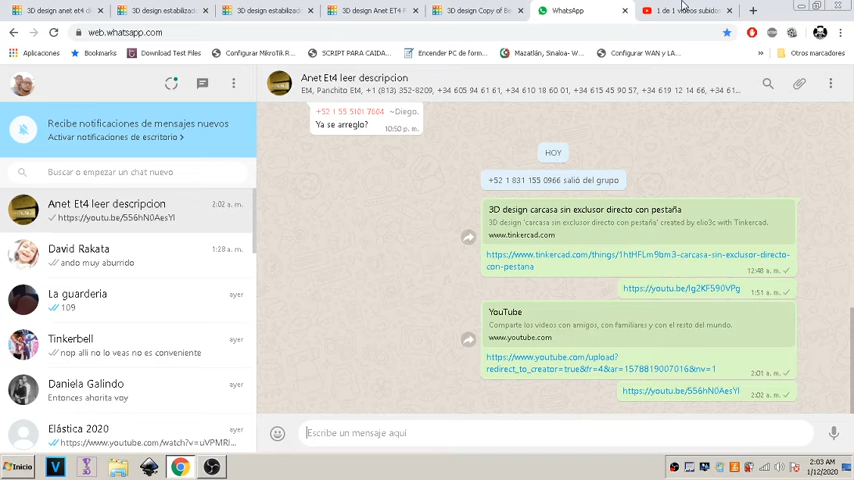 3D design anet et4 d
3D design estabilizad
3D design estabilizad
3D design Anet ET4 P
3D design Copy of Be
WhatsApp
1 de 1 videos subidos
web.whatsapp.com
Aplicaciones
Bookmarks
Download Test Files
Configurar MikroTik R...
SCRIPT PARA CAIDA...
Encoder PHP de form...
Mazatlán, Sinaloa- ...
Configurar WAN y LA...
Otros marcadores
Anet Et4 leer descripcion
Et4, Panchito Et4, +1 (813) 352-8209, +34 605 94 61 61, +34 610 18 60 01, +34 615 45 90 57, +34 619 12 14 66, +34 61...
Recibe notificaciones de mensajes nuevos
Activar notificaciones de escritorio >
Buscar o empezar un chat nuevo
Anet Et4 leer descripcion
2:02 a. m.
https://youtu.be/556hN0AesYI
David Rakata
1:28 a. m.
ando muy aburrido
La guarderia
ayer
109
Tinkerbell
ayer
nop alli no lo veas no es conveniente
Daniela Galindo
ayer
Entonces ahorita voy
Elástica 2020
ayer
+52 1 55 5101 7604 ~Diego.
Ya se arreglo?
10:50 p. m.
HOY
+52 1 831 155 0966 salió del grupo
3D design carcasa sin exclusor directo con pestaña
3D design 'carcasa sin exclusor directo con pestaña' created by elio3c with Tinkercad.
www.tinkercad.com
https://www.tinkercad.com/things/1htHFLm9bm3-carcasa-sin-exclusor-directo-
con-pestana
12:48 a. m.
https://youtu.be/lg2KF590VPg
1:51 a. m.
YouTube
Comparte los videos con amigos, con familiares y con el resto del mundo.
www.youtube.com
https://www.youtube.com/upload?
redirect_to_creator=true&fr=4&ar=1578819007016&nv=1
2:01 a. m.
https://youtu.be/556hN0AesYI
2:02 a. m.
Escribe un mensaje aquí
Inicio
2:03 AM
1/12/2020